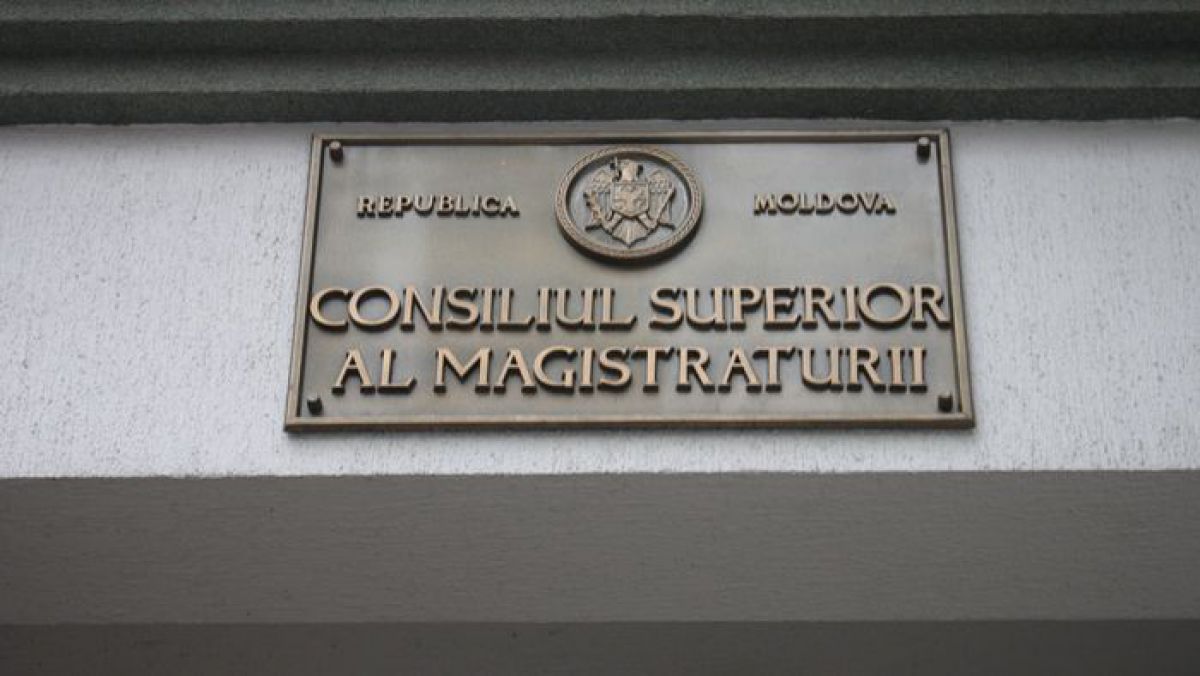 REPUBLICA MOLDOVA
CONSILIUL SUPERIOR
AL MAGISTRATURII